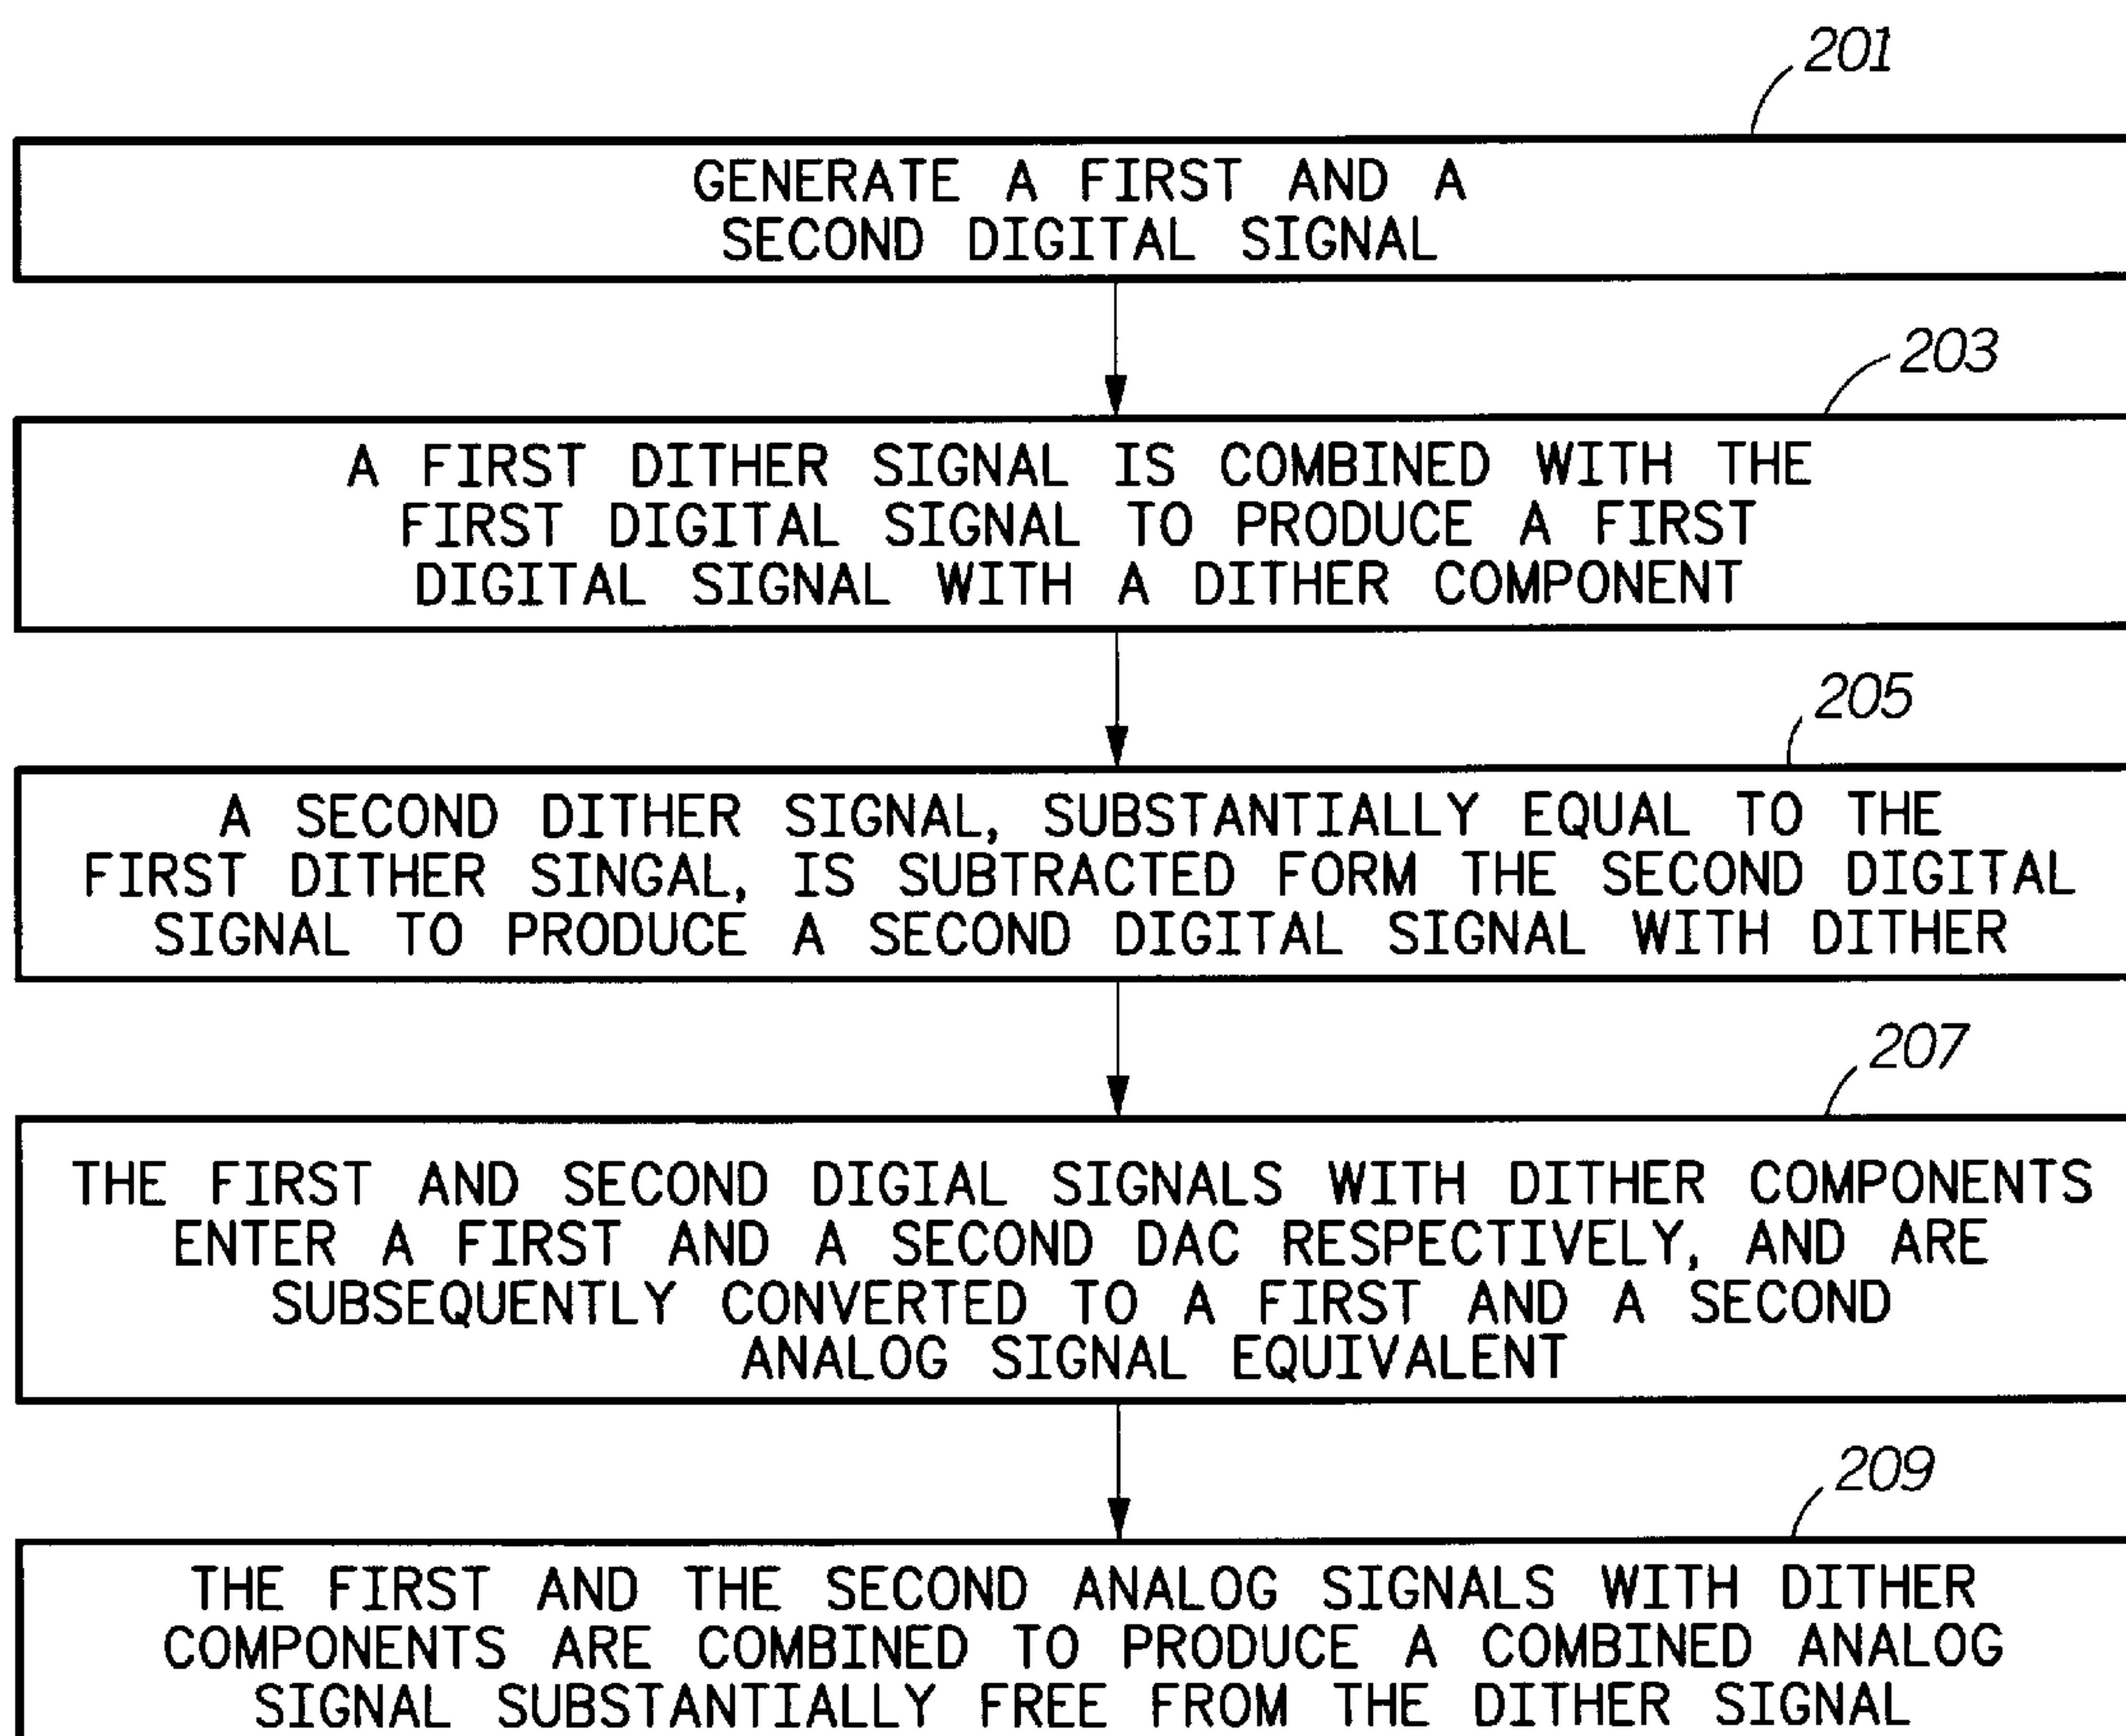 201
GENERATE A FIRST AND A
SECOND DIGITAL SIGNAL
203
A FIRST DITHER SIGNAL IS COMBINED WITH THE
FIRST DIGITAL SIGNAL TO PRODUCE A FIRST
DIGITAL SIGNAL WITH A DITHER COMPONENT
205
A SECOND DITHER SIGNAL, SUBSTANTIALLY EQUAL TO THE
FIRST DITHER SINGAL, IS SUBTRACTED FORM THE SECOND DIGITAL
SIGNAL TO PRODUCE A SECOND DIGITAL SIGNAL WITH DITHER
207
THE FIRST AND SECOND DIGIAL SIGNALS WITH DITHER COMPONENTS
ENTER A FIRST AND A SECOND DAC RESPECTIVELY, AND ARE
SUBSEQUENTLY CONVERTED TO A FIRST AND A SECOND
ANALOG SIGNAL EQUIVALENT
209
THE FIRST AND THE SECOND ANALOG SIGNALS WITH DITHER
COMPONENTS ARE COMBINED TO PRODUCE A COMBINED ANALOG
SIGNAL SUBSTANTIALLY FREE FROM THE DITHER SIGNAL